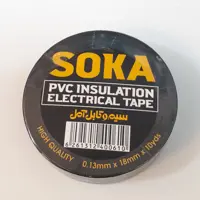 SOKA
PVC INSULATION
ELECTRICAL TAPE
سیم و کابل آمل
HIGH QUALITY
0.13mm x 18mm x 10yds